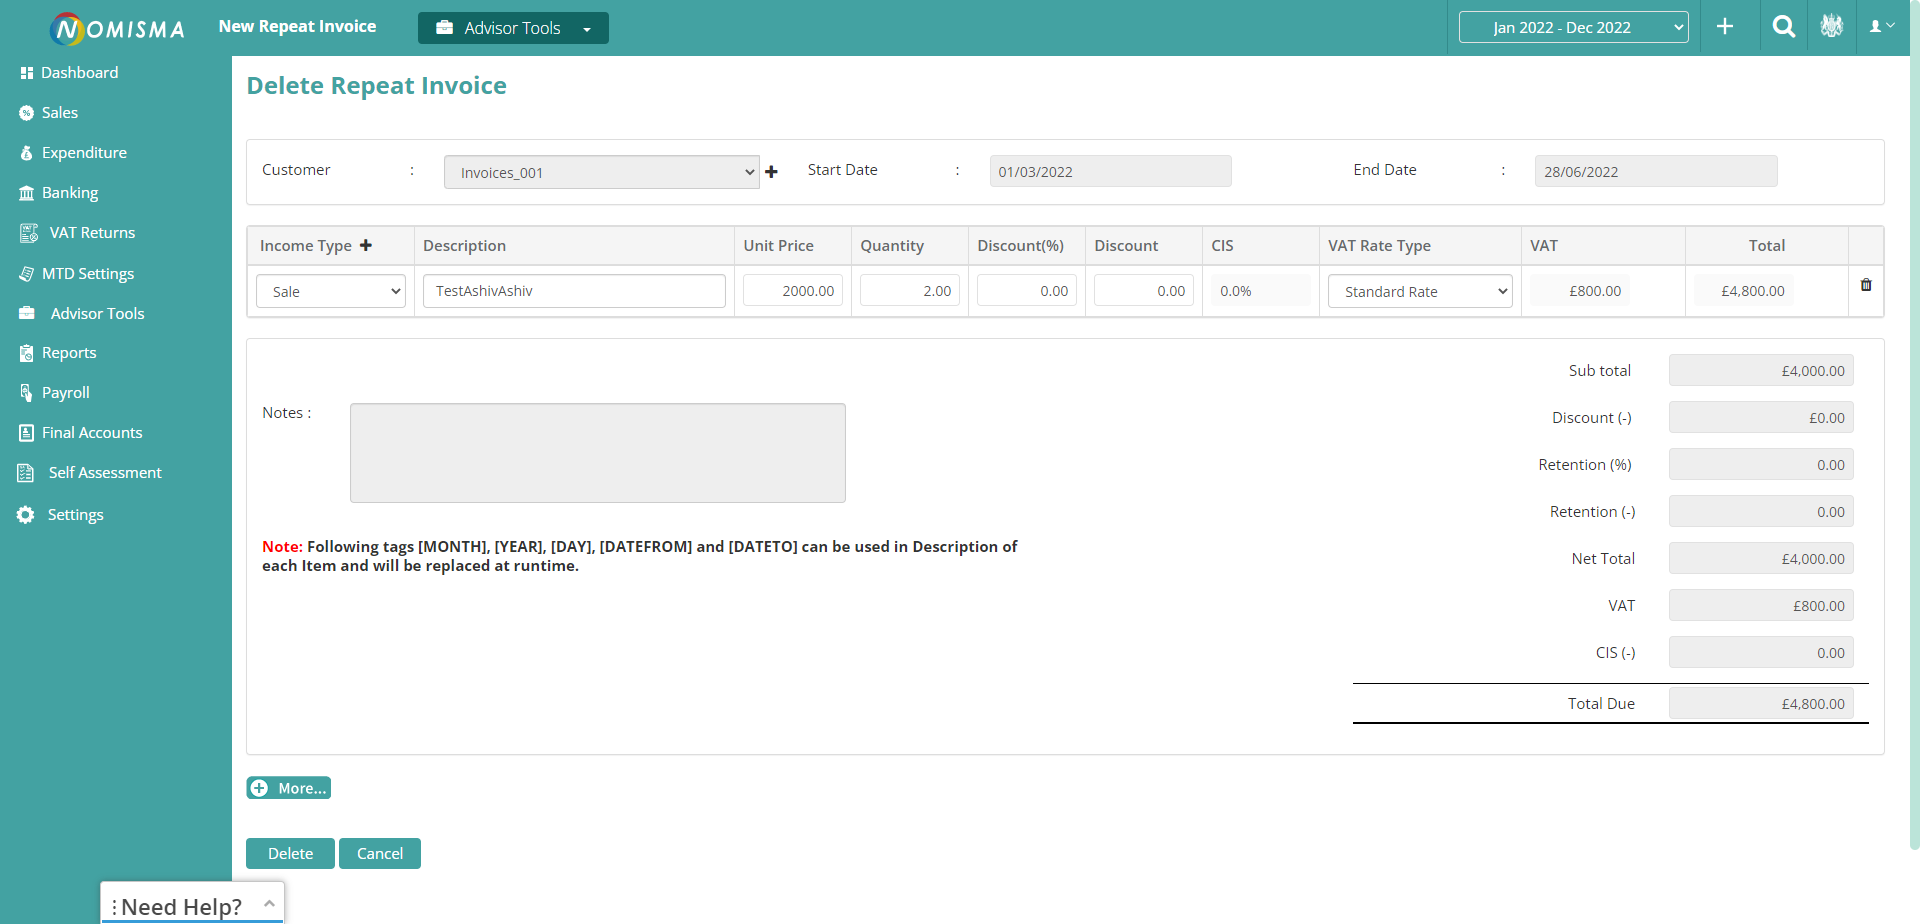 NOMISMA
New Repeat Invoice
Advisor Tools
Jan 2022 - Dec 2022
Dashboard
Sales
Expenditure
Banking
VAT Returns
MTD Settings
Advisor Tools
Reports
Payroll
Final Accounts
Self Assessment
Settings
Delete Repeat Invoice
Customer : Invoices_001 Start Date : 01/03/2022 End Date : 28/06/2022
Income Type Description Unit Price Quantity Discount(%) Discount CIS VAT Rate Type VAT Total
Sale TestAshivAshiv 2000.00 2.00 0.00 0.00 0.0% Standard Rate £800.00 £4,800.00
Sub total £4,000.00
Notes :
Discount (-) £0.00
Retention (%) 0.00
Retention (-) 0.00
Note: Following tags [MONTH], [YEAR], [DAY], [DATEFROM] and [DATETO] can be used in Description of
each Item and will be replaced at runtime.
Net Total £4,000.00
VAT £800.00
CIS (-) 0.00
Total Due £4,800.00
More...
Delete Cancel
Need Help?